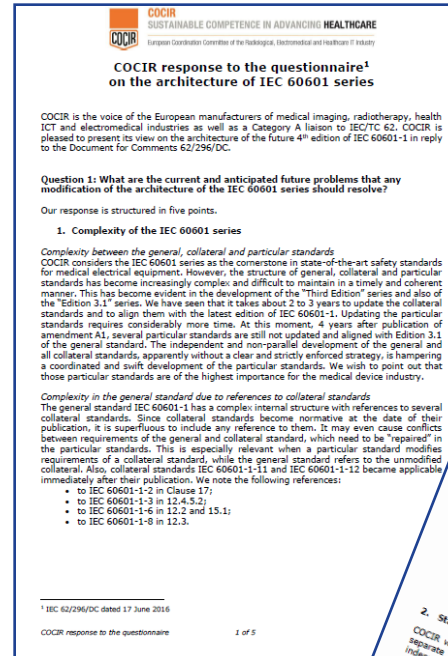 COCIR
SUSTAINABLE COMPETENCE IN ADVANCING HEALTHCARE
COCIR
European Coordination Committee of the Radiological, Electromedical and Healthcare IT Industry
COCIR response to the questionnaire¹
on the architecture of IEC 60601 series
COCIR is the voice of the European manufacturers of medical imaging, radiotherapy, health
ICT and electromedical industries as well as a Category A liaison to IEC/TC 62. COCIR is
pleased to present its view on the architecture of the future 4th edition of IEC 60601-1 in reply
to the Document for Comments 62/296/DC.
Question 1: What are the current and anticipated future problems that any
modification of the architecture of the IEC 60601 series should resolve?
Our response is structured in five points.
1. Complexity of the IEC 60601 series
Complexity between the general, collateral and particular standards
COCIR considers the IEC 60601 series as the cornerstone in state-of-the-art safety standards
for medical electrical equipment. However, the structure of general, collateral and particular
standards has become increasingly complex and difficult to maintain in a timely and coherent
manner. This has become evident in the development of the "Third Edition" series and also of
the "Edition 3.1" series. We have seen that it takes about 2 to 3 years to update the collateral
standards and to align them with the latest edition of IEC 60601-1. Updating the particular
standards requires considerably more time. At this moment, 4 years after publication of
amendment A1, several particular standards are still not updated and aligned with Edition 3.1
of the general standard. The independent and non-parallel development of the general and
all collateral standards, apparently without a clear and strictly enforced strategy, is hampering
a coordinated and swift development of the particular standards. We wish to point out that
those particular standards are of the highest importance for the medical device industry.
Complexity in the general standard due to references to collateral standards
The general standard IEC 60601-1 has a complex internal structure with references to several
collateral standards. Since collateral standards become normative at the date of their
publication, it is superfluous to include any reference to them. It may even cause conflicts
between requirements of the general and collateral standard, which need to be "repaired" in
the particular standards. This is especially relevant when a particular standard modifies
requirements of a collateral standard, while the general standard refers to the unmodified
collateral. Also, collateral standards IEC 60601-1-11 and IEC 60601-1-12 became applicable
immediately after their publication. We note the following references:
• to IEC 60601-1-2 in Clause 17;
• to IEC 60601-1-3 in 12.4.5.2;
• to IEC 60601-1-6 in 12.2 and 15.1;
• to IEC 60601-1-8 in 12.3.
¹ IEC 62/296/DC dated 17 June 2016
COCIR response to the questionnaire 1 of 5
2.
COCIR
separate